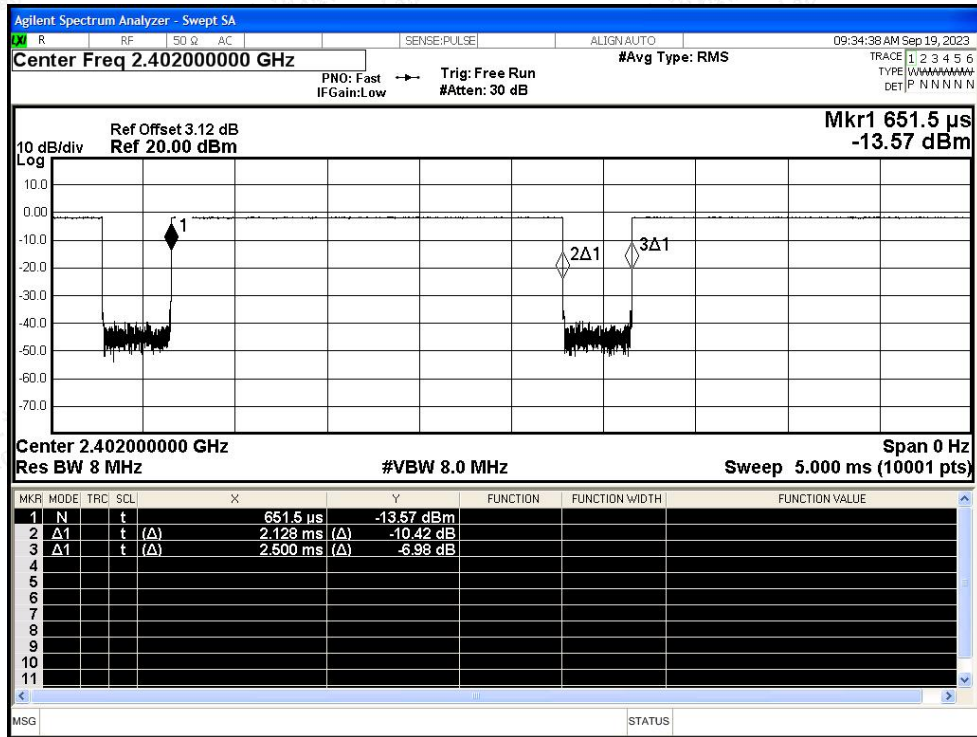 Agilent Spectrum Analyzer - Swept SA
LXI R RF 50 Ω AC SENSE:PULSE ALIGN AUTO 09:34:38 AM Sep 19, 2023
Center Freq 2.402000000 GHz #Avg Type: RMS TRACE 1 2 3 4 5 6
PNO: Fast Trig: Free Run TYPE W
IFGain:Low #Atten: 30 dB DET P N N N N N
Ref Offset 3.12 dB Mkr1 651.5 µs
10 dB/div Ref 20.00 dBm -13.57 dBm
Log
10.0
0.00
1
-10.0
2Δ1 3Δ1
-20.0
-30.0
-40.0
-50.0
-60.0
-70.0
Center 2.402000000 GHz Span 0 Hz
Res BW 8 MHz #VBW 8.0 MHz Sweep 5.000 ms (10001 pts)
MKR MODE TRC SCL X Y FUNCTION FUNCTION WIDTH FUNCTION VALUE
1 N t 651.5 µs -13.57 dBm
2 Δ1 t (Δ) 2.128 ms (Δ) -10.42 dB
3 Δ1 t (Δ) 2.500 ms (Δ) -6.98 dB
4
5
6
7
8
9
10
11
MSG STATUS